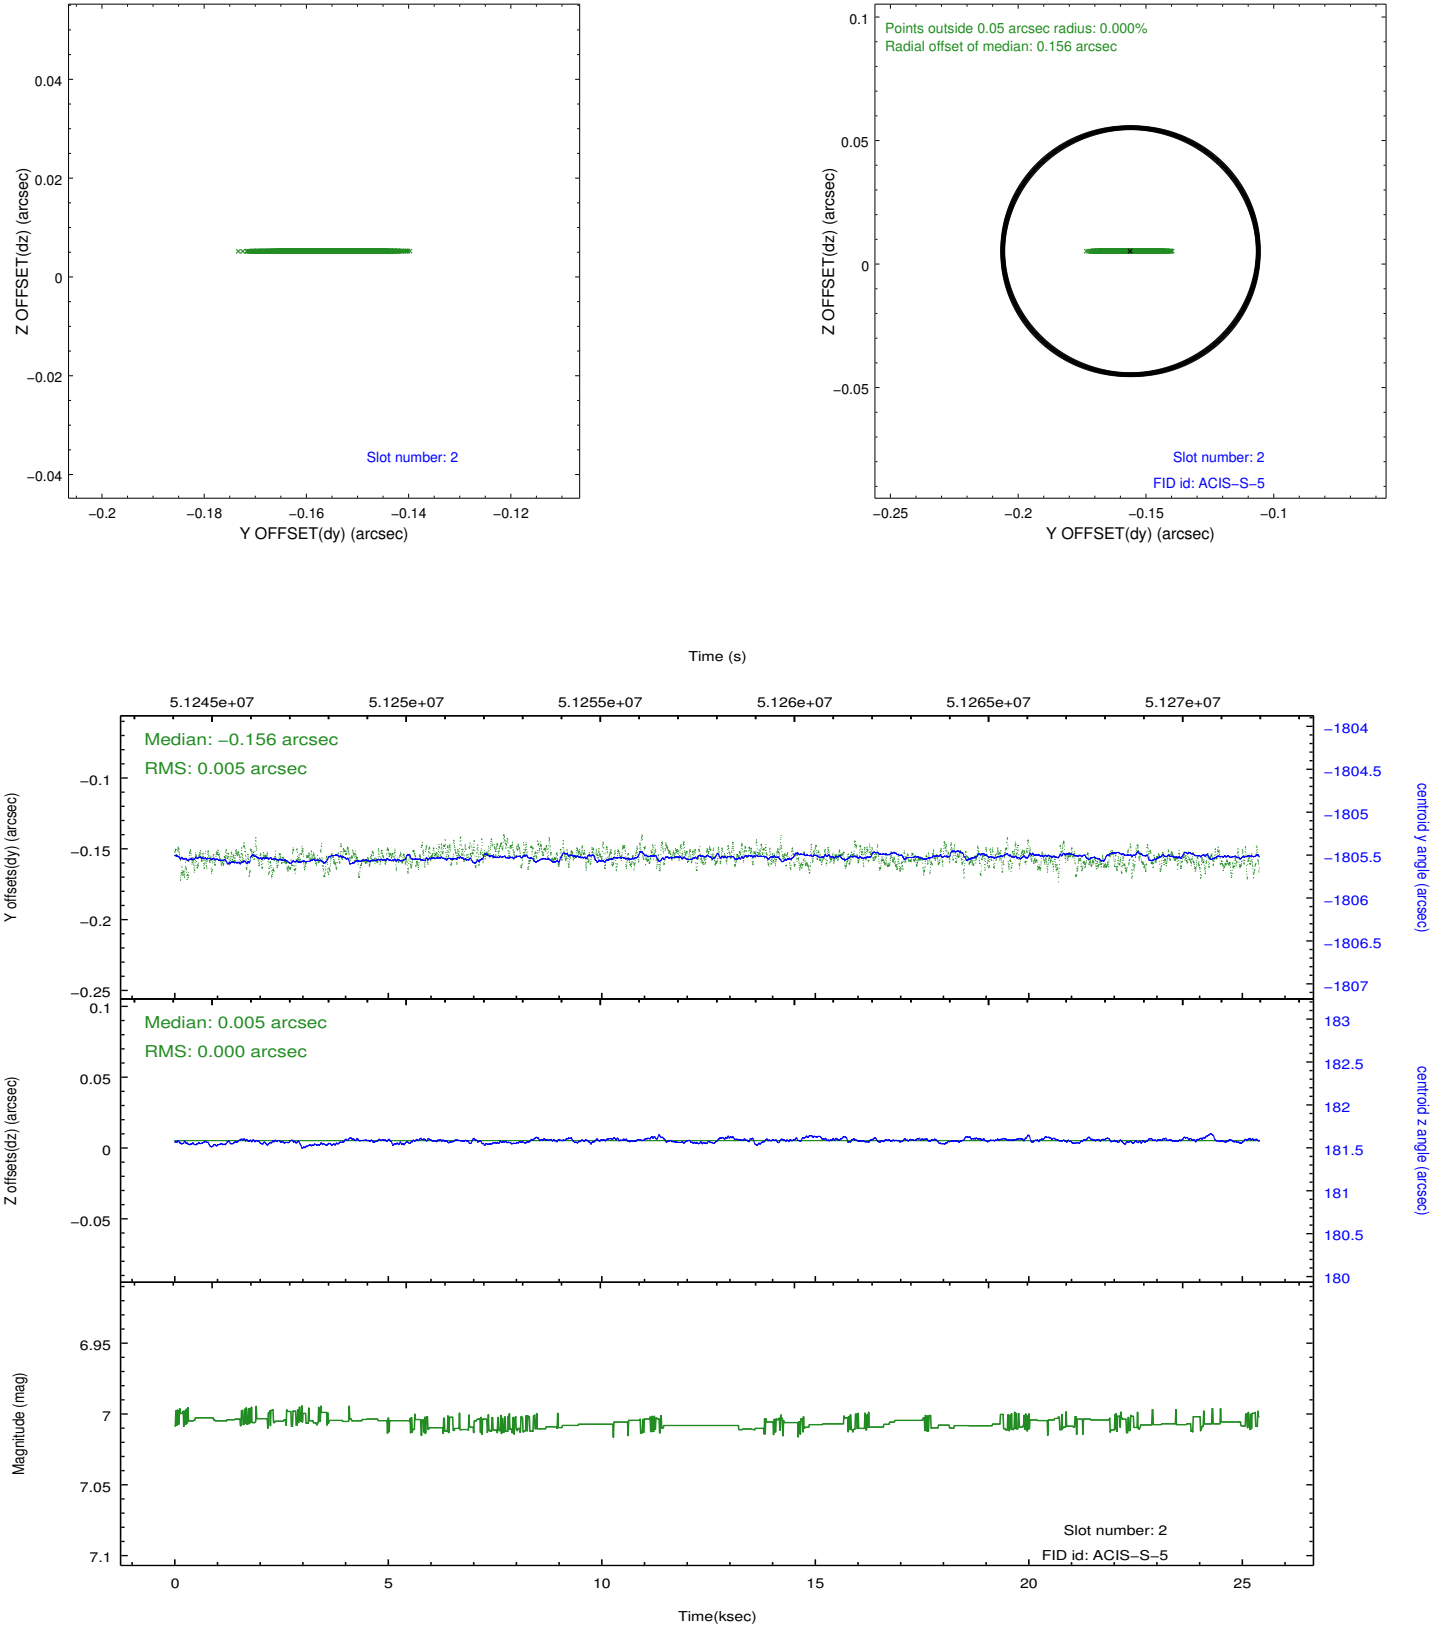 0.04
0.02
0
−0.02
−0.04
Z OFFSET(dz) (arcsec)
Slot number: 2
−0.2
−0.18
−0.16
−0.14
−0.12
Y OFFSET(dy) (arcsec)
0.1
0.05
0
−0.05
Z OFFSET(dz) (arcsec)
Points outside 0.05 arcsec radius: 0.000%
Radial offset of median: 0.156 arcsec
Slot number: 2
FID id: ACIS−S−5
−0.25
−0.2
−0.15
−0.1
Y OFFSET(dy) (arcsec)
Time (s)
5.1245e+07
5.125e+07
5.1255e+07
5.126e+07
5.1265e+07
5.127e+07
Median: −0.156 arcsec
RMS: 0.005 arcsec
−0.1
−0.15
−0.2
−0.25
Y offsets(dy) (arcsec)
−1804
−1804.5
−1805
−1805.5
−1806
−1806.5
−1807
centroid y angle (arcsec)
Median: 0.005 arcsec
RMS: 0.000 arcsec
0.1
0.05
0
−0.05
Z offsets(dz) (arcsec)
183
182.5
182
181.5
181
180.5
180
centroid z angle (arcsec)
6.95
7
7.05
7.1
Magnitude (mag)
Slot number: 2
FID id: ACIS−S−5
0
5
10
15
20
25
Time(ksec)